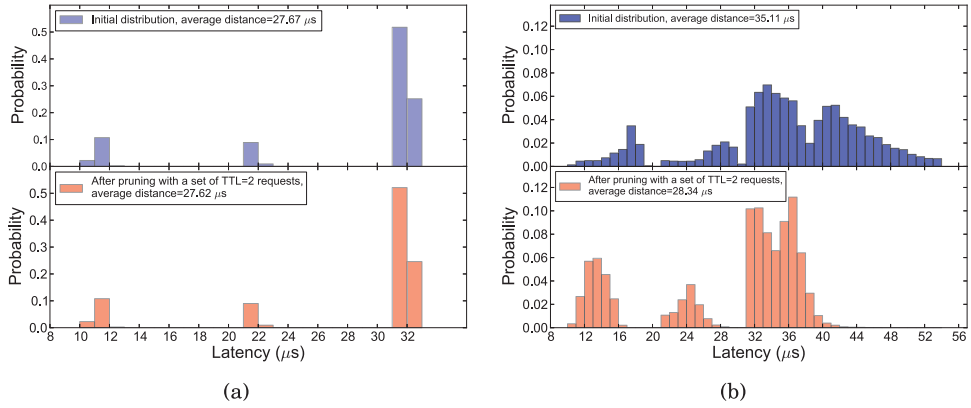 Initial distribution, average distance=27.67 μs
Probability
0.5
0.4
0.3
0.2
0.1
0.0
After pruning with a set of TTL=2 requests,
average distance=27.62 μs
Probability
0.5
0.4
0.3
0.2
0.1
0.0
8 10 12 14 16 18 20 22 24 26 28 30 32
Latency (μs)
(a)
Initial distribution, average distance=35.11 μs
Probability
0.12
0.10
0.08
0.06
0.04
0.02
0.00
After pruning with a set of TTL=2 requests,
average distance=28.34 μs
Probability
0.12
0.10
0.08
0.06
0.04
0.02
0.00
8 12 16 20 24 28 32 36 40 44 48 52 56
Latency (μs)
(b)